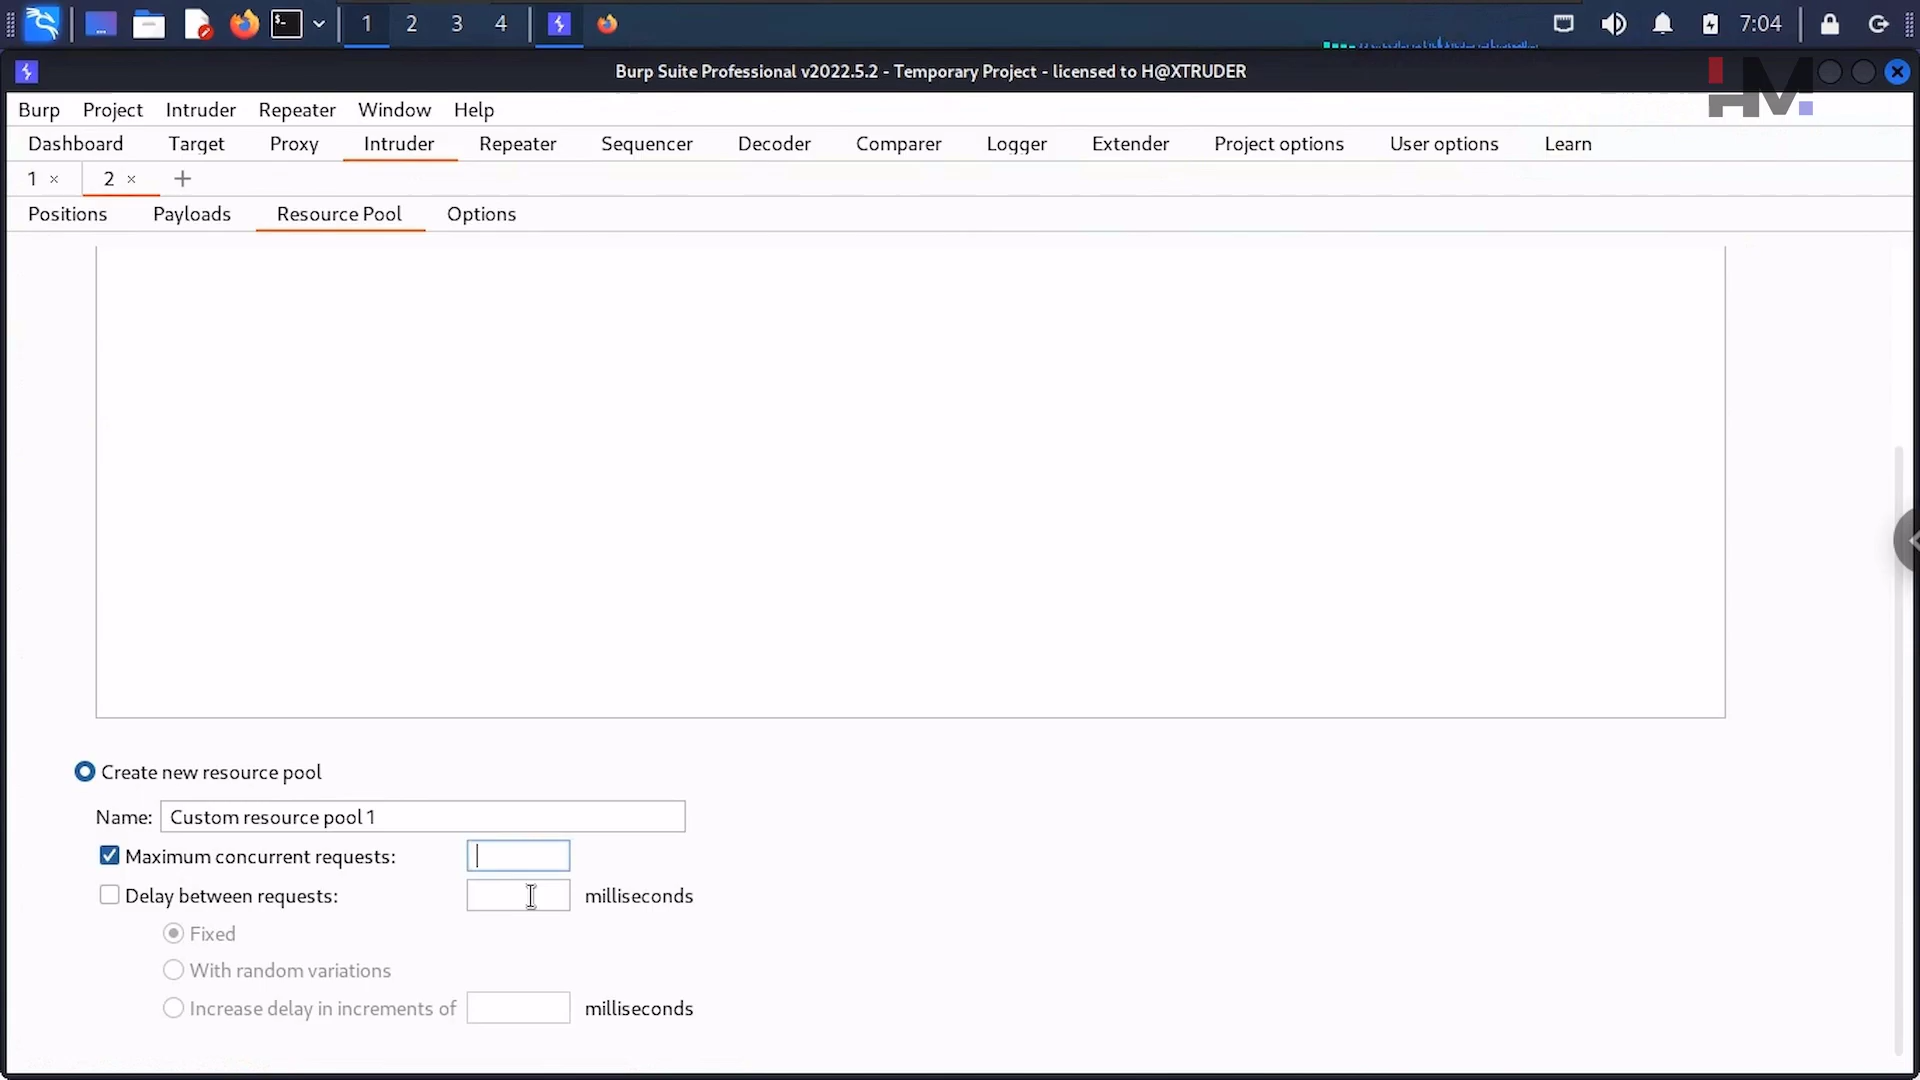 1 2 3 4 7:04
Burp Suite Professional v2022.5.2 - Temporary Project - licensed to H@XTRUDER
HM.
Burp Project Intruder Repeater Window Help
Dashboard Target Proxy Intruder Repeater Sequencer Decoder Comparer Logger Extender Project options User options Learn
1 × 2 × +
Positions Payloads Resource Pool Options
Create new resource pool
Name: Custom resource pool 1
Maximum concurrent requests:
Delay between requests: milliseconds
Fixed
With random variations
Increase delay in increments of milliseconds